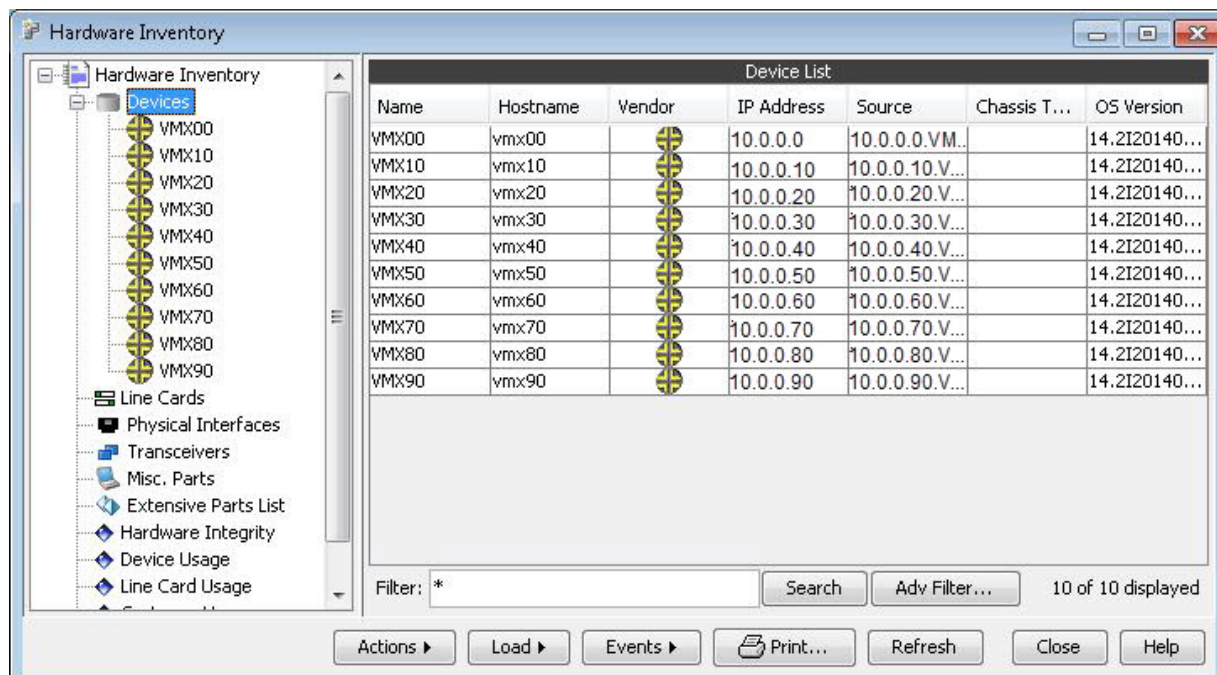 Hardware Inventory
Hardware Inventory
Devices
VMX00
VMX10
VMX20
VMX30
VMX40
VMX50
VMX60
VMX70
VMX80
VMX90
Line Cards
Physical Interfaces
Transceivers
Misc. Parts
Extensive Parts List
Hardware Integrity
Device Usage
Line Card Usage
Device List
Name Hostname Vendor IP Address Source Chassis T... OS Version
VMX00 vmx00 10.0.0.0 10.0.0.0.VM.. 14.2I20140...
VMX10 vmx10 10.0.0.10 10.0.0.10.V... 14.2I20140...
VMX20 vmx20 10.0.0.20 10.0.0.20.V... 14.2I20140...
VMX30 vmx30 10.0.0.30 10.0.0.30.V... 14.2I20140...
VMX40 vmx40 10.0.0.40 10.0.0.40.V... 14.2I20140...
VMX50 vmx50 10.0.0.50 10.0.0.50.V... 14.2I20140...
VMX60 vmx60 10.0.0.60 10.0.0.60.V... 14.2I20140...
VMX70 vmx70 10.0.0.70 10.0.0.70.V... 14.2I20140...
VMX80 vmx80 10.0.0.80 10.0.0.80.V... 14.2I20140...
VMX90 vmx90 10.0.0.90 10.0.0.90.V... 14.2I20140...
Filter: * Search Adv Filter... 10 of 10 displayed
Actions Load Events Print... Refresh Close Help